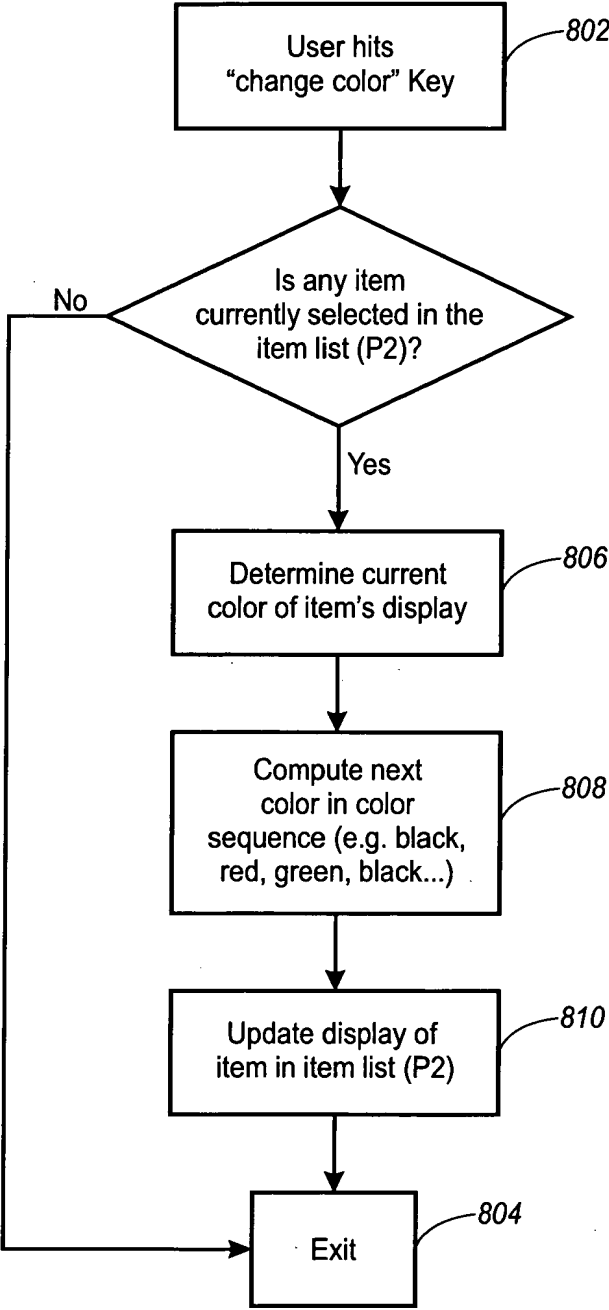 User hits
“change color” Key
802
Is any item
currently selected in the
item list (P2)?
No
Yes
Determine current
color of item's display
806
Compute next
color in color
sequence (e.g. black,
red, green, black...)
808
Update display of
item in item list (P2)
810
Exit
804